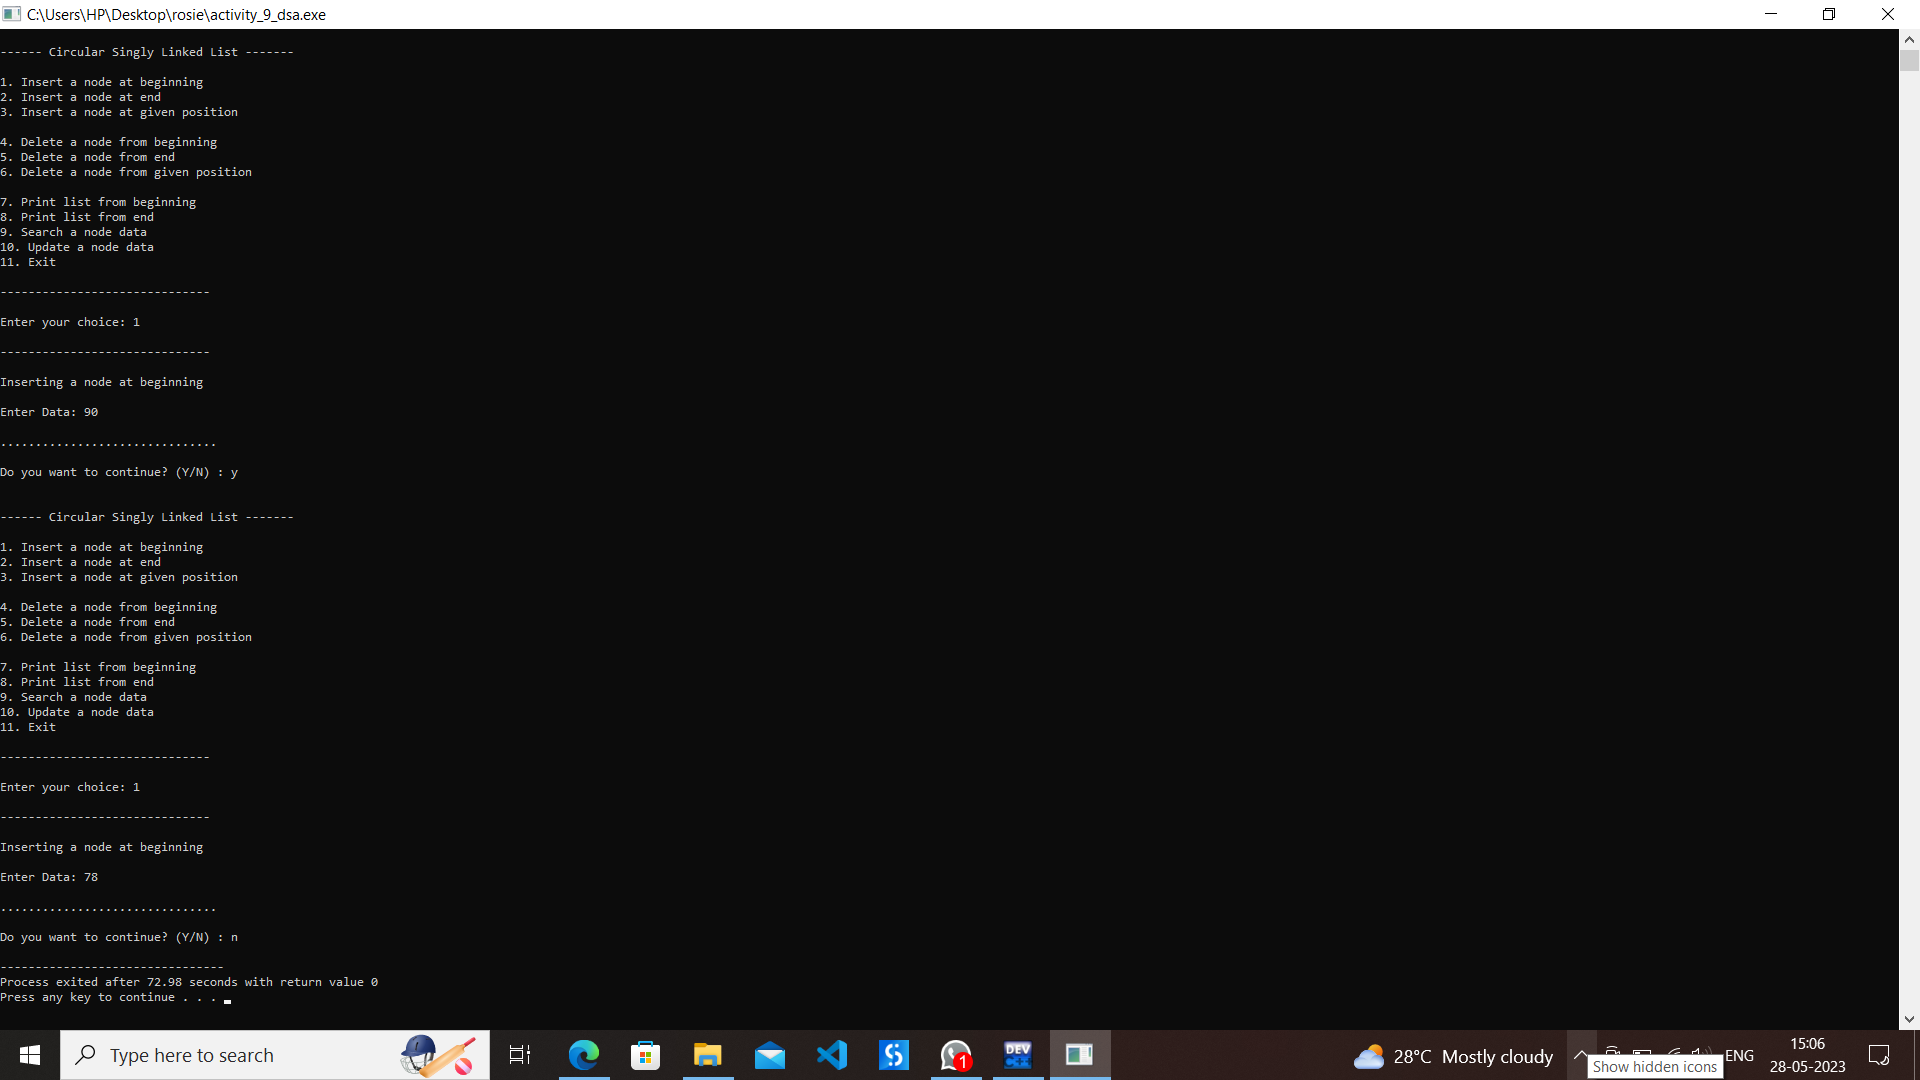 C:\Users\HP\Desktop\rosie\activity_9_dsa.exe
------ Circular Singly Linked List -------
1. Insert a node at beginning
2. Insert a node at end
3. Insert a node at given position
4. Delete a node from beginning
5. Delete a node from end
6. Delete a node from given position
7. Print list from beginning
8. Print list from end
9. Search a node data
10. Update a node data
11. Exit
------------------------------
Enter your choice: 1
------------------------------
Inserting a node at beginning
Enter Data: 90
...............................
Do you want to continue? (Y/N) : y
------ Circular Singly Linked List -------
1. Insert a node at beginning
2. Insert a node at end
3. Insert a node at given position
4. Delete a node from beginning
5. Delete a node from end
6. Delete a node from given position
7. Print list from beginning
8. Print list from end
9. Search a node data
10. Update a node data
11. Exit
------------------------------
Enter your choice: 1
------------------------------
Inserting a node at beginning
Enter Data: 78
...............................
Do you want to continue? (Y/N) : n
--------------------------------
Process exited after 72.98 seconds with return value 0
Press any key to continue . . .
Type here to search
1
DEV
C++
28°C Mostly cloudy
ENG
15:06
28-05-2023
Show hidden icons